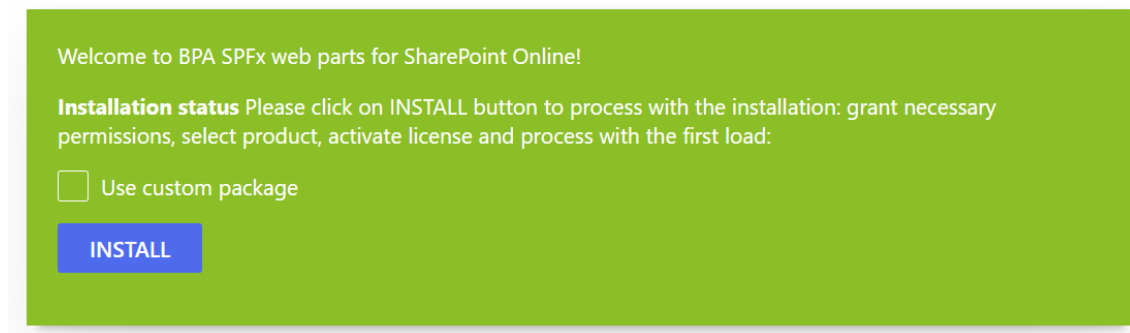 Welcome to BPA SPFx web parts for SharePoint Online!
Installation status Please click on INSTALL button to process with the installation: grant necessary
permissions, select product, activate license and process with the first load:
Use custom package
INSTALL